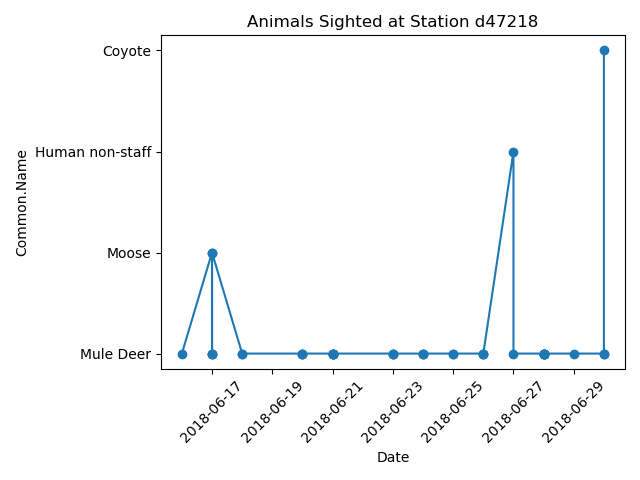 Animals Sighted at Station d47218
Coyote
Human non-staff
Moose
Mule Deer
Common.Name
2018-06-17
2018-06-19
2018-06-21
2018-06-23
2018-06-25
2018-06-27
2018-06-29
Date